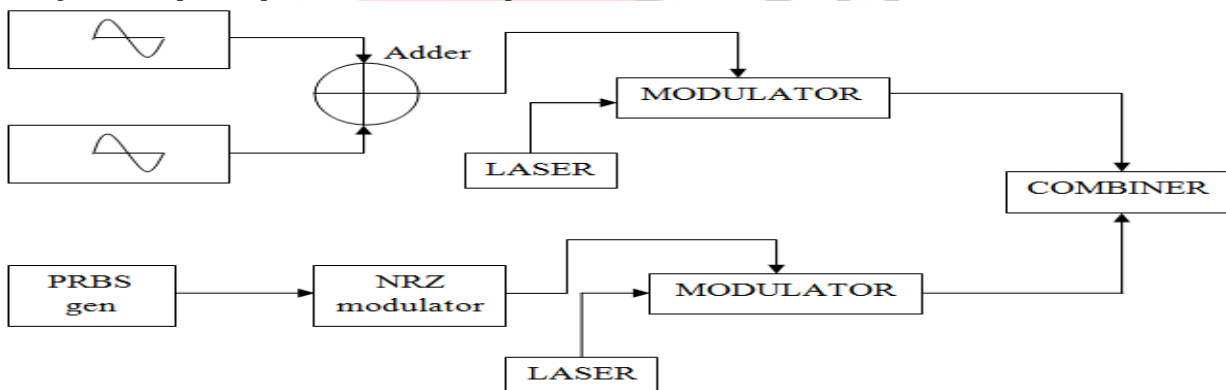 Adder
MODULATOR
LASER
COMBINER
PRBS
gen
NRZ
modulator
MODULATOR
LASER